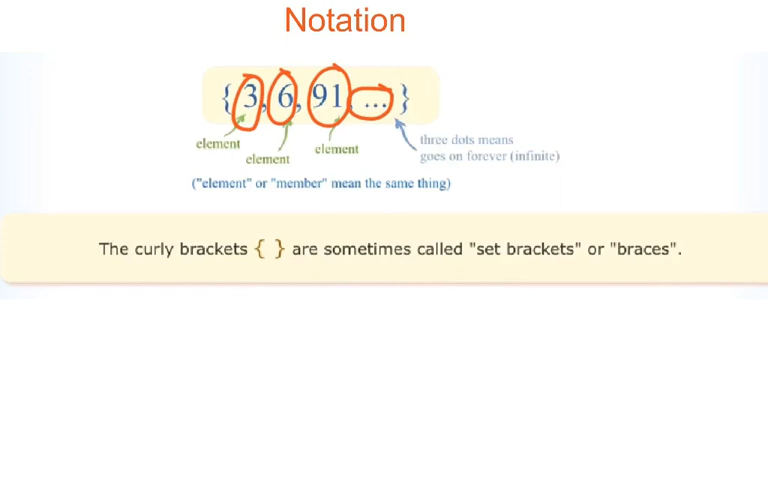 Notation
{3, 6, 91, ...}
element
element
element
three dots means
goes on forever (infinite)
("element" or "member" mean the same thing)
The curly brackets { } are sometimes called "set brackets" or "braces".